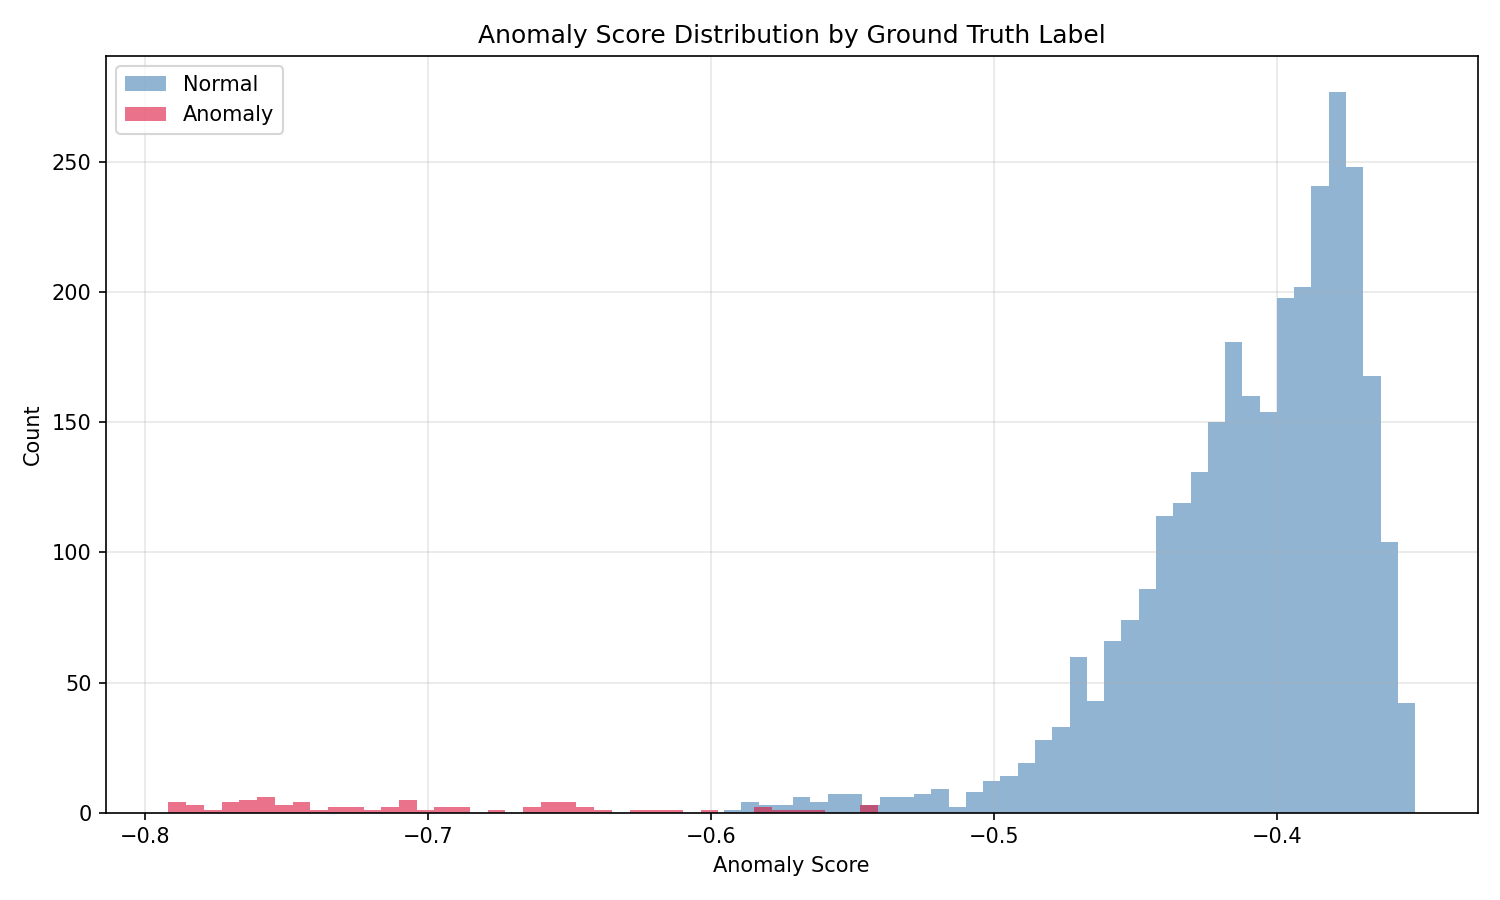 Anomaly Score Distribution by Ground Truth Label
Normal
Anomaly
250
200
150
100
50
0
Count
−0.8
−0.7
−0.6
−0.5
−0.4
Anomaly Score